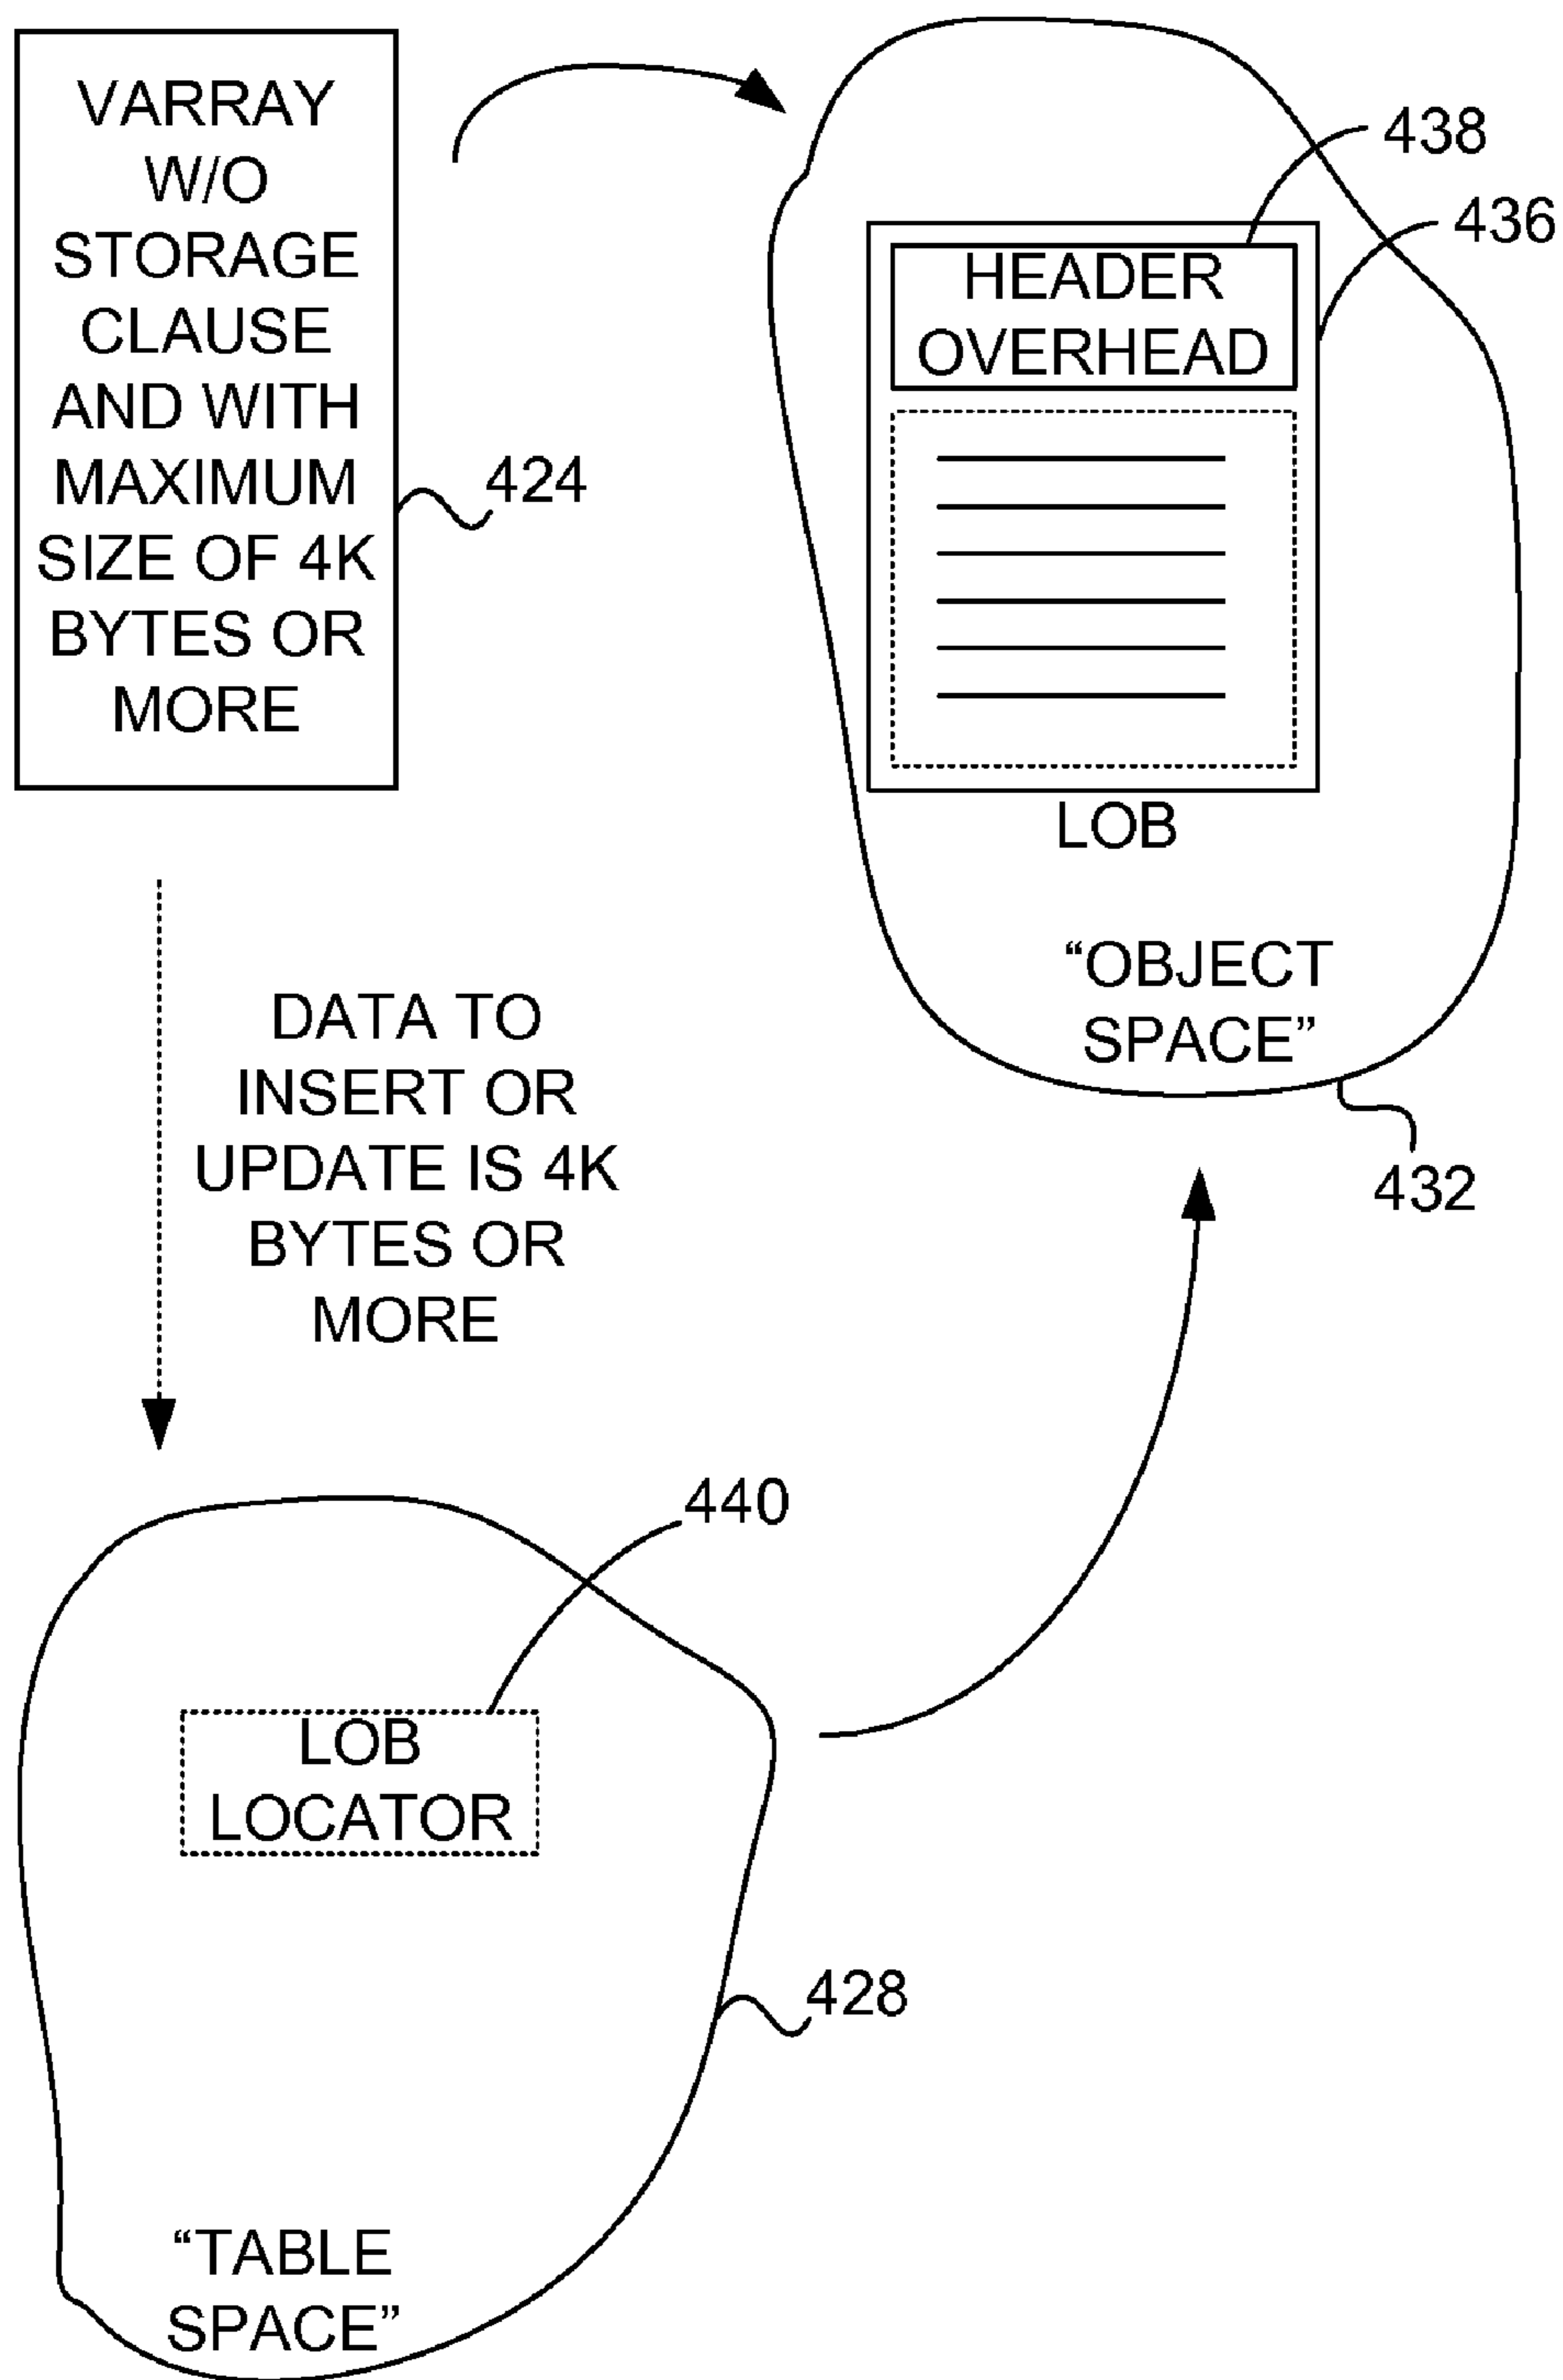 VARRAY
W/O
STORAGE
CLAUSE
AND WITH
MAXIMUM
SIZE OF 4K
BYTES OR
MORE
424
438
436
HEADER
OVERHEAD
LOB
“OBJECT
SPACE”
432
DATA TO
INSERT OR
UPDATE IS 4K
BYTES OR
MORE
440
LOB
LOCATOR
428
“TABLE
SPACE”